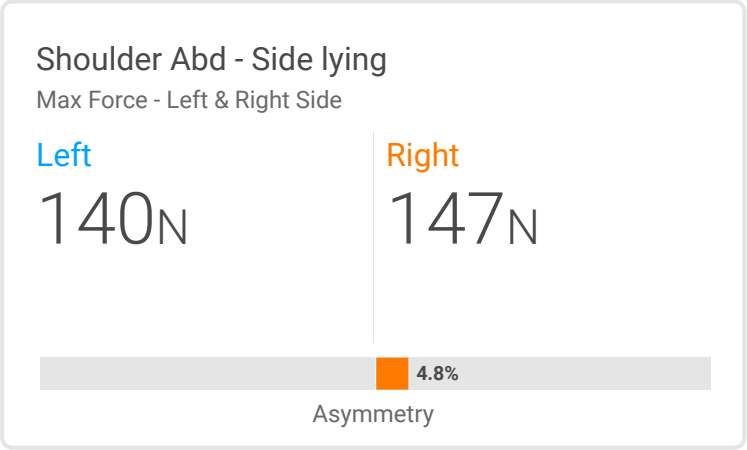 Shoulder Abd - Side lying
Max Force - Left & Right Side
Left
140N
Right
147N
4.8%
Asymmetry